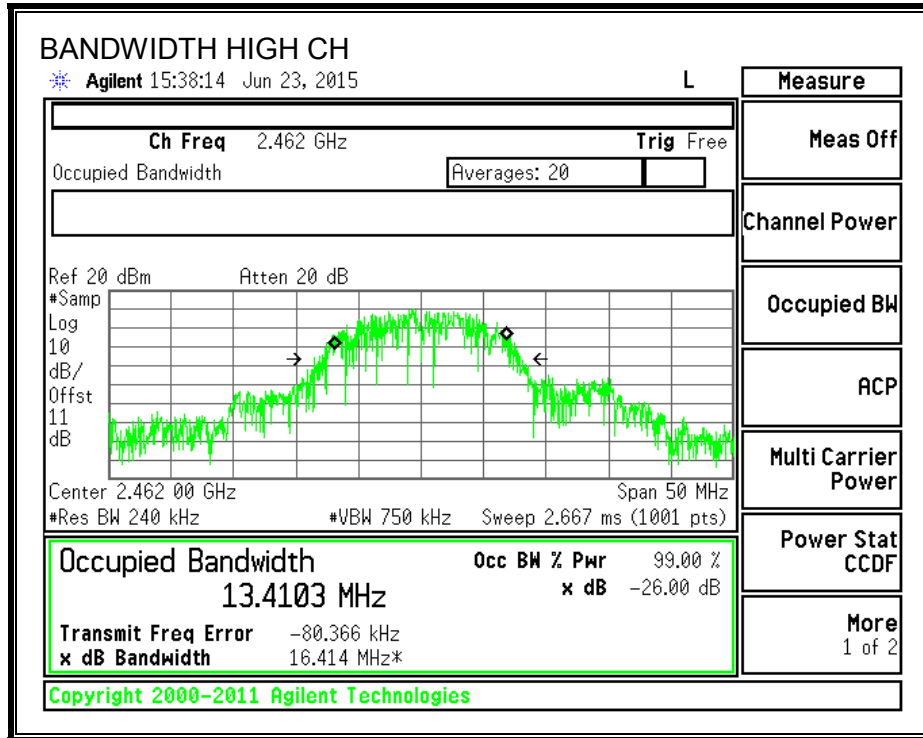 BANDWIDTH HIGH CH
Agilent 15:38:14 Jun 23, 2015 L
Measure
Ch Freq 2.462 GHz Trig Free
Meas Off
Occupied Bandwidth Averages: 20
Channel Power
Ref 20 dBm Atten 20 dB
#Samp
Log
10
dB/
Offst
11
dB
Occupied BW
ACP
Multi Carrier
Power
Center 2.462 00 GHz Span 50 MHz
#Res BW 240 kHz #VBW 750 kHz Sweep 2.667 ms (1001 pts)
Power Stat
CCDF
Occupied Bandwidth Occ BW % Pwr 99.00 %
13.4103 MHz x dB -26.00 dB
Transmit Freq Error -80.366 kHz
x dB Bandwidth 16.414 MHz*
More
1 of 2
Copyright 2000-2011 Agilent Technologies